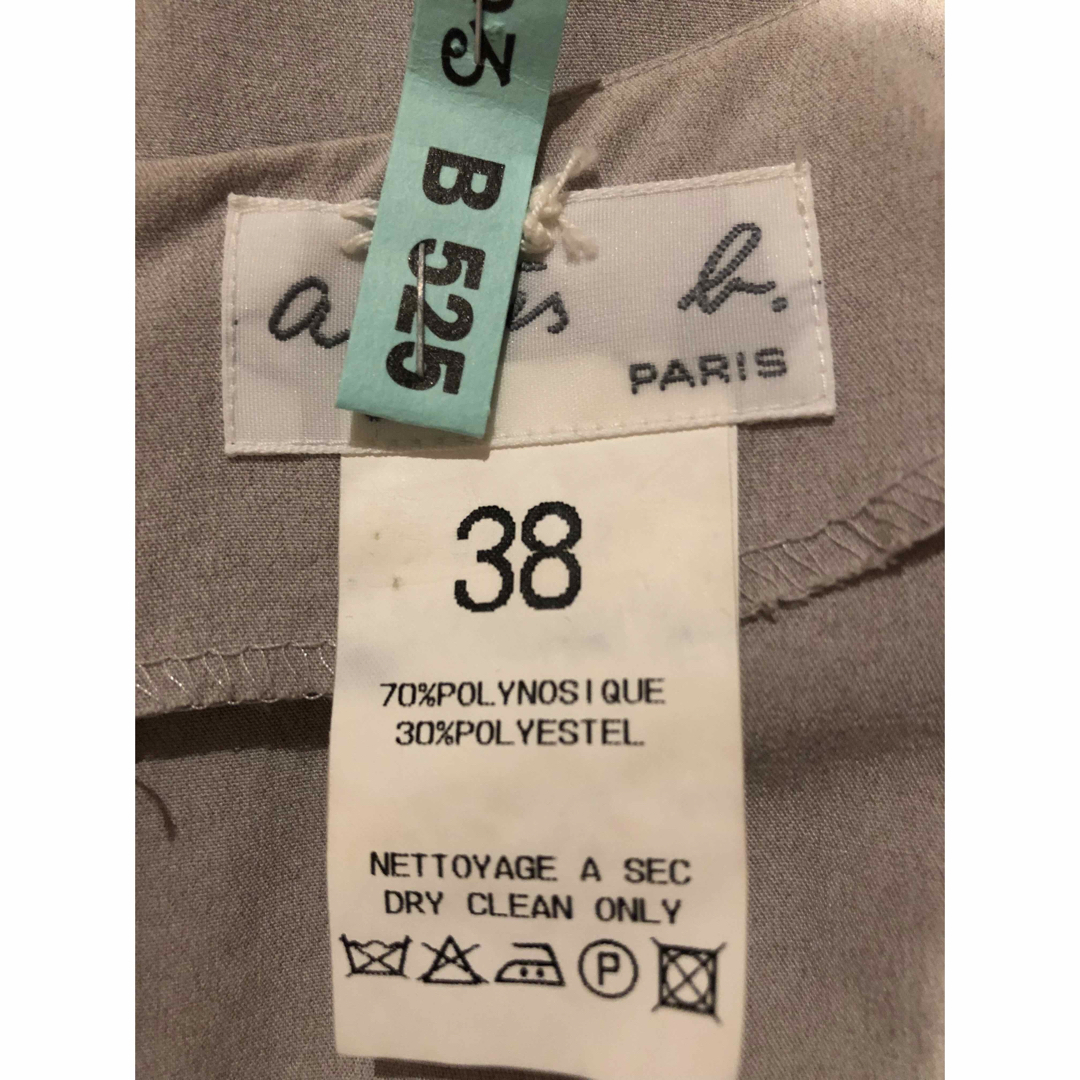 B 525
b.
PARIS
38
70%POLYNOSIQUE
30%POLYESTEL
NETTOYAGE A SEC
DRY CLEAN ONLY
P